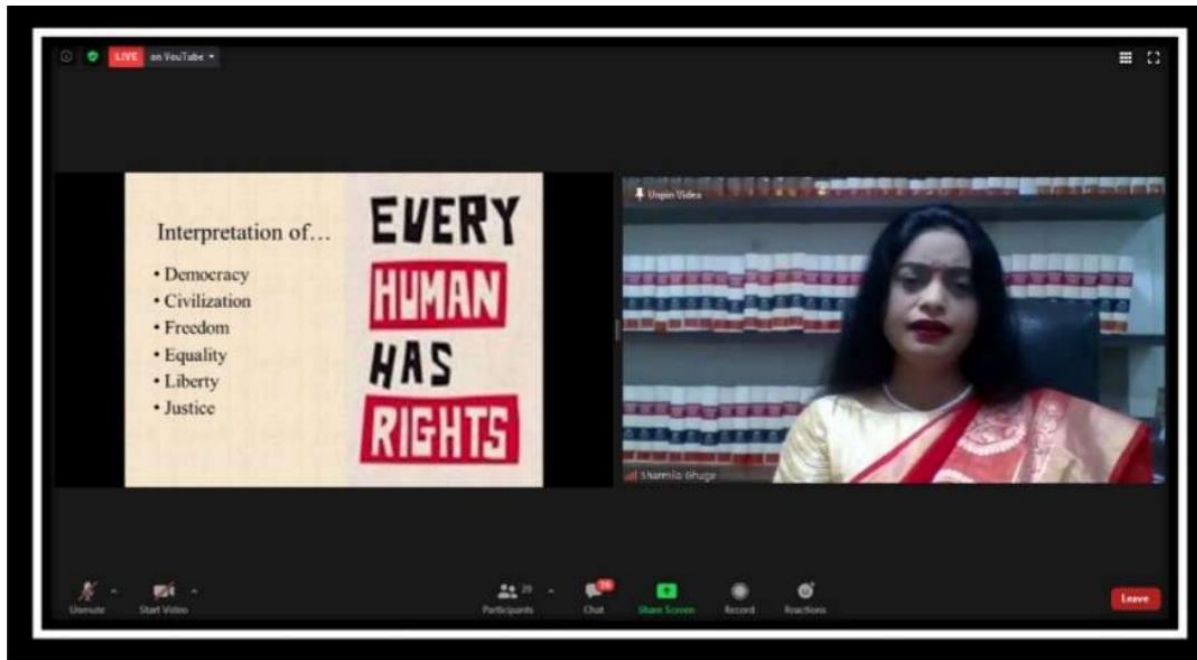 LIVE on YouTube
Interpretation of...
• Democracy
• Civilization
• Freedom
• Equality
• Liberty
• Justice
EVERY
HUMAN
HAS
RIGHTS
Unpin Video
Sharmila Ghuge
Unmute
Start Video
Participants
Chat
Share Screen
Record
Reactions
Leave